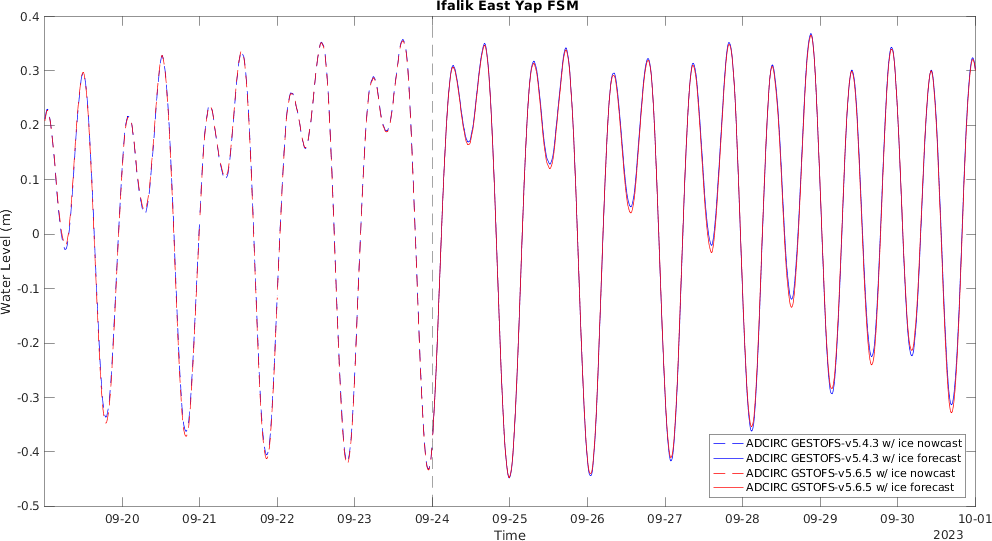 Ifalik East Yap FSM
0.4
0.3
0.2
0.1
0
-0.1
-0.2
-0.3
-0.4
-0.5
Water Level (m)
ADCIRC GESTOFS-v5.4.3 w/ ice nowcast
ADCIRC GESTOFS-v5.4.3 w/ ice forecast
ADCIRC GSTOFS-v5.6.5 w/ ice nowcast
ADCIRC GSTOFS-v5.6.5 w/ ice forecast
09-20 09-21 09-22 09-23 09-24 09-25 09-26 09-27 09-28 09-29 09-30 10-01
Time
2023